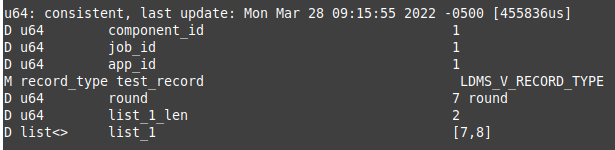 u64: consistent, last update: Mon Mar 28 09:15:55 2022 -0500 [455836us]
D u64 component_id 1
D u64 job_id 1
D u64 app_id 1
M record_type test_record LDMS_V_RECORD_TYPE
D u64 round 7 round
D u64 list_1_len 2
D list<> list_1 [7,8]